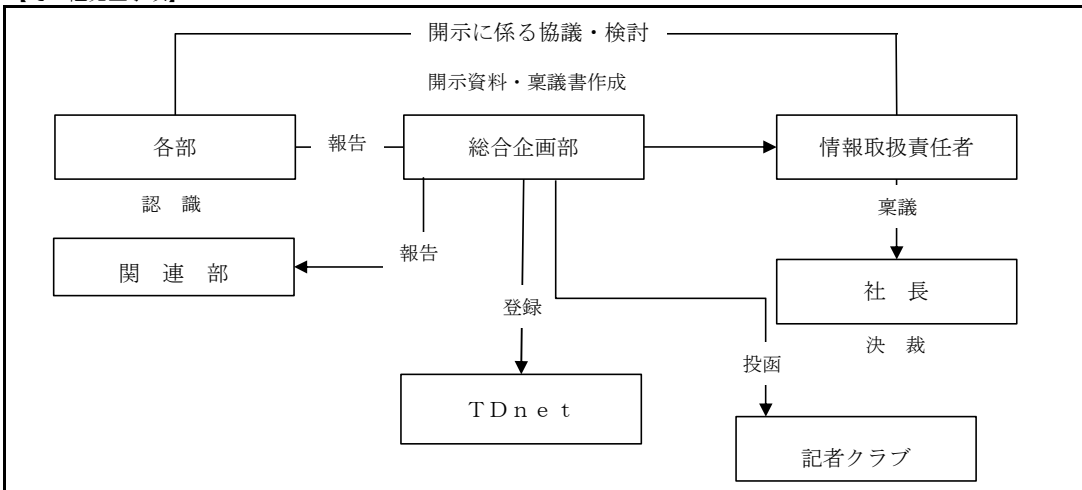 開示に係る協議・検討
開示資料・稟議書作成
各部
報告
総合企画部
情報取扱責任者
認 識
稟議
関 連 部
報告
社 長
登録
決 裁
投函
ＴＤｎｅｔ
記者クラブ